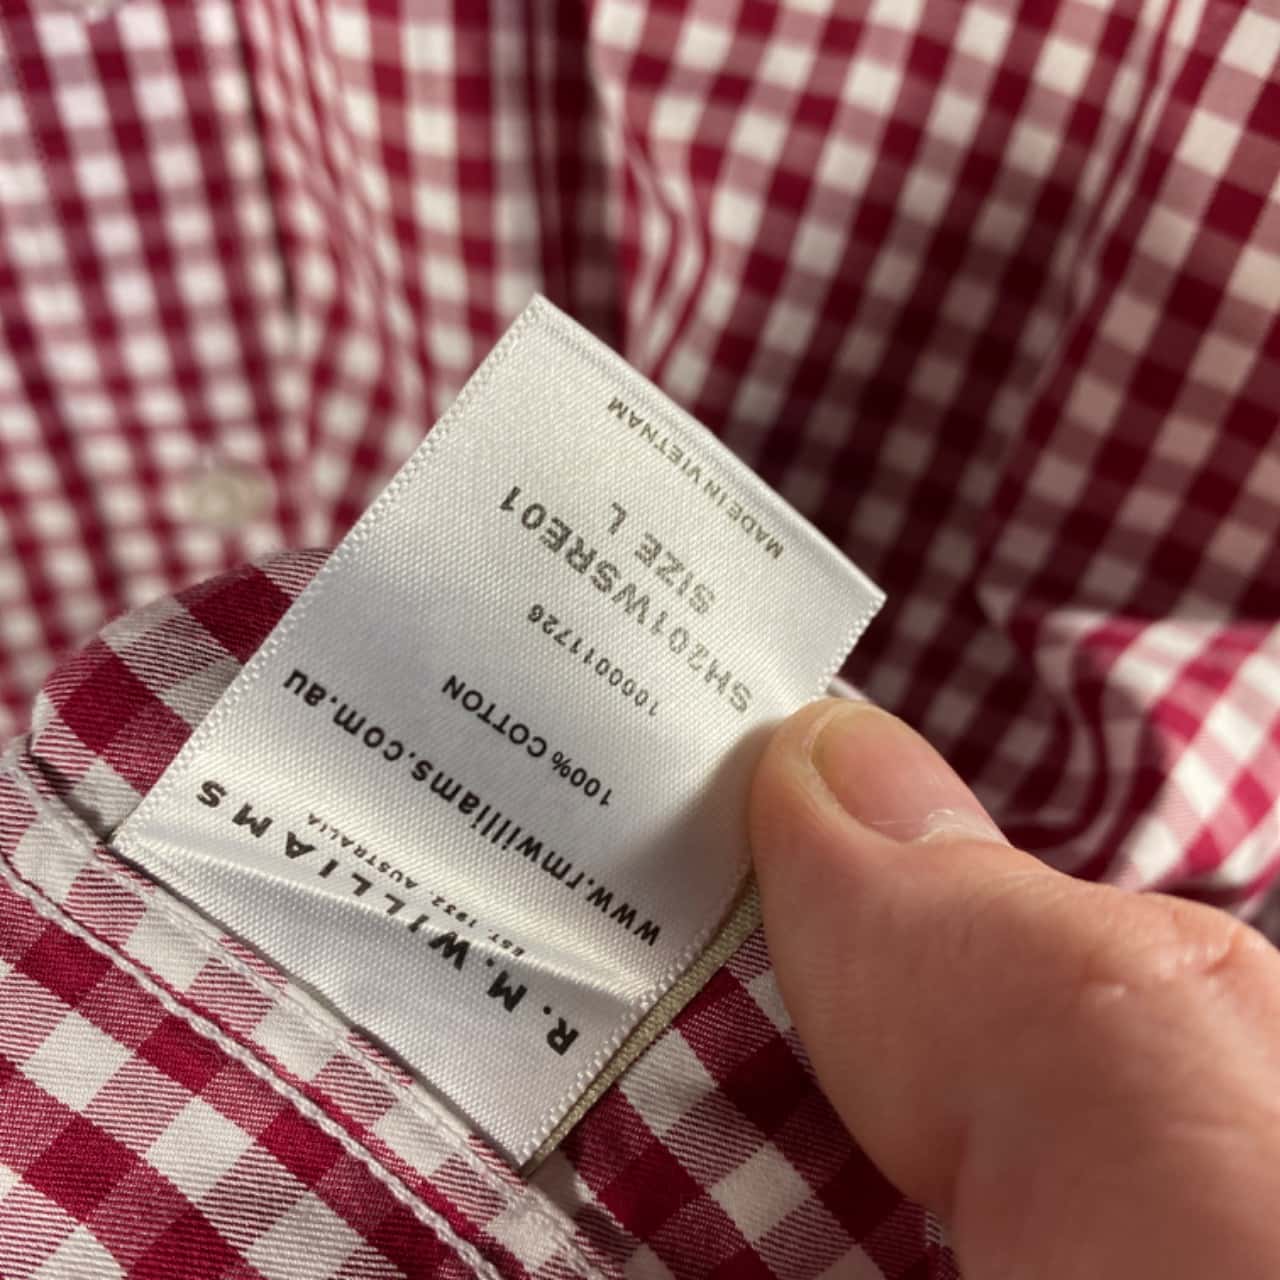 R.M.WILLIAMS
EST. 1932. AUSTRALIA
www.rmwilliams.com.au
100% COTTON
1000011726
SH201WSRE01
SIZE L
MADE IN VIETNAM